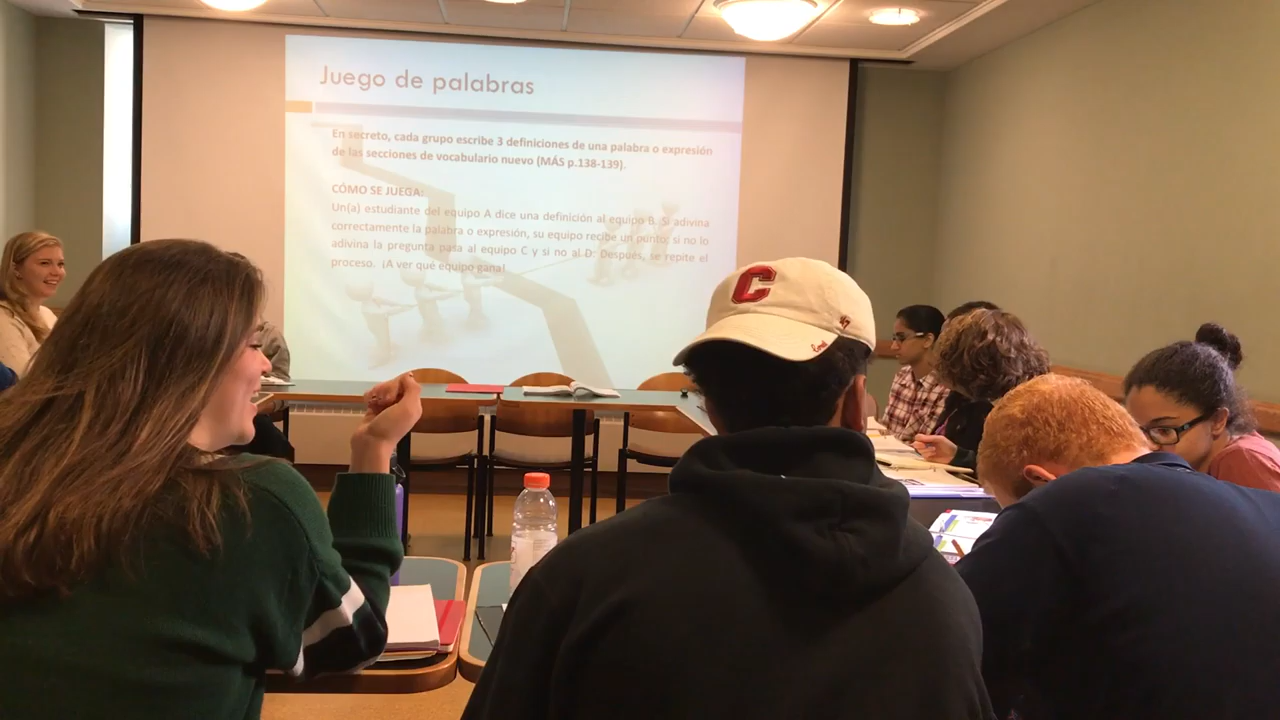 Juego de palabras
En secreto, cada grupo escribe 3 definiciones de una palabra o expresión
de las secciones de vocabulario nuevo (MÁS p.138-139).
CÓMO SE JUEGA:
Un(a) estudiante del equipo A dice una definición al equipo B. Si adivina
correctamente la palabra o expresión, su equipo recibe un punto; si no lo
adivina la pregunta pasa al equipo C y si no al D. Después, se repite el
proceso. ¡A ver qué equipo gana!
C
47